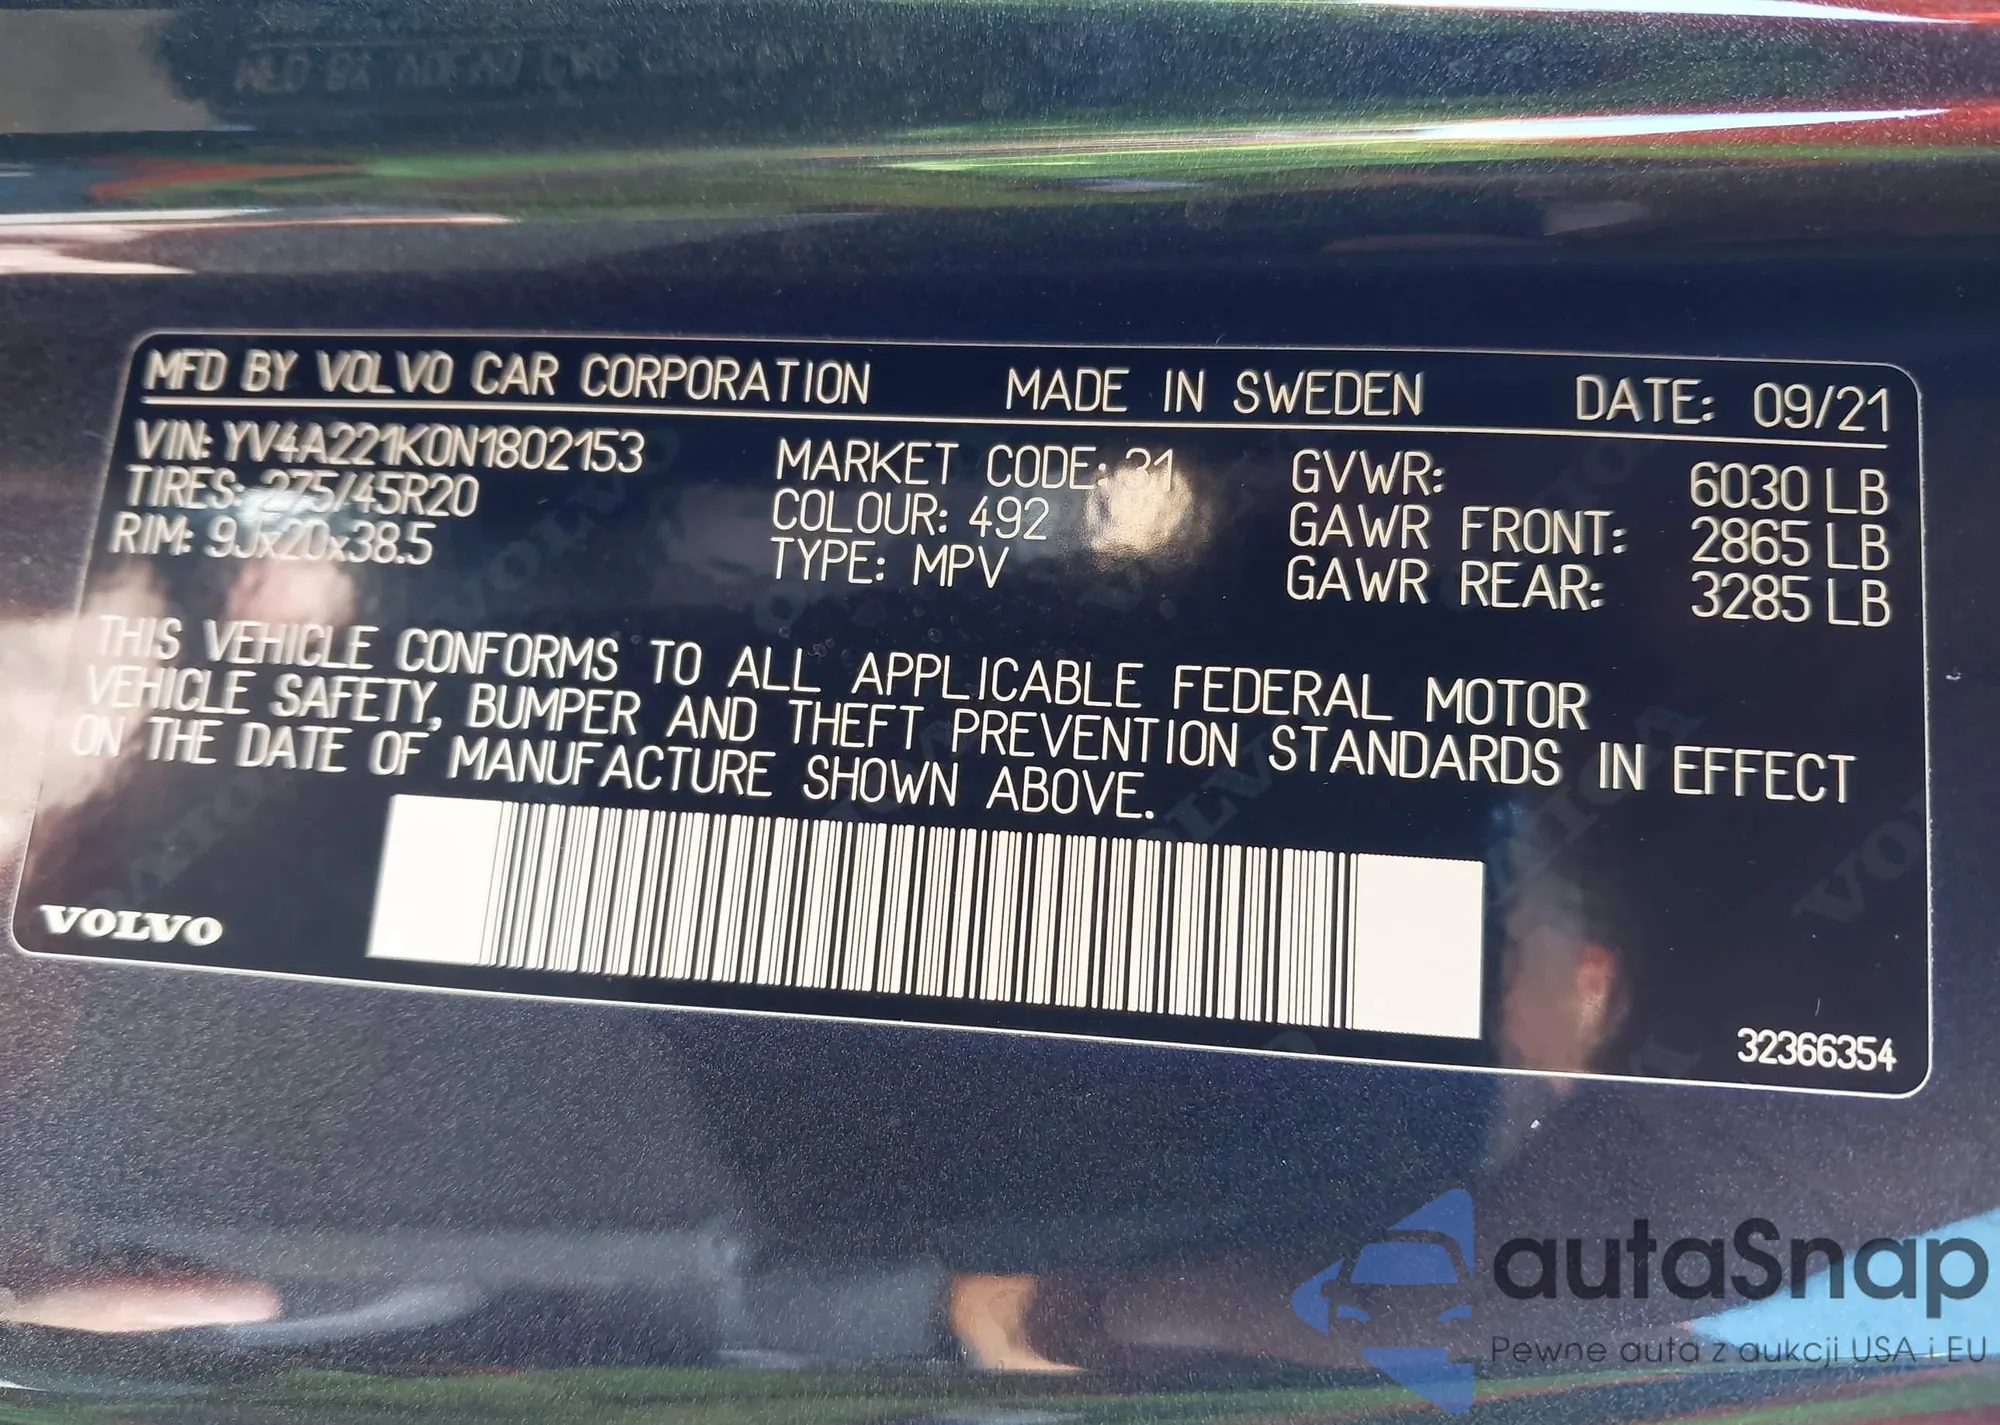 MFD BY VOLVO CAR CORPORATION MADE IN SWEDEN DATE: 09/21
VIN: YV4A221K0N1802153 MARKET CODE: 31 GVWR: 6030 LB
TIRES: 275/45R20 COLOUR: 492 GAWR FRONT: 2865 LB
RIM: 9Jx20x38.5 TYPE: MPV GAWR REAR: 3285 LB
THIS VEHICLE CONFORMS TO ALL APPLICABLE FEDERAL MOTOR
VEHICLE SAFETY, BUMPER AND THEFT PREVENTION STANDARDS IN EFFECT
ON THE DATE OF MANUFACTURE SHOWN ABOVE.
VOLVO
32366354
autaSnap
Pewne auta z aukcji USA i EU